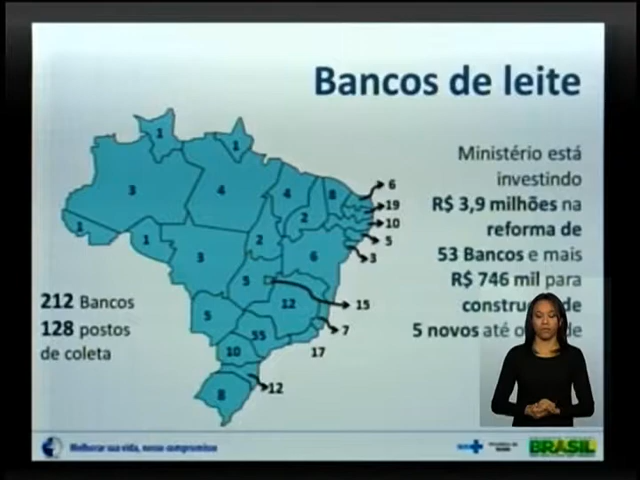 Bancos de leite
Ministério está
investindo
R$ 3,9 milhões na
reforma de
53 Bancos e mais
R$ 746 mil para
5 novos até
212 Bancos
128 postos
de coleta
1
1
3
4
4
8
6
19
10
5
3
2
1
1
3
2
6
5
12
15
5
55
7
17
10
12
8
Melhorar sua vida, nosso compromisso
SUS
BRASIL